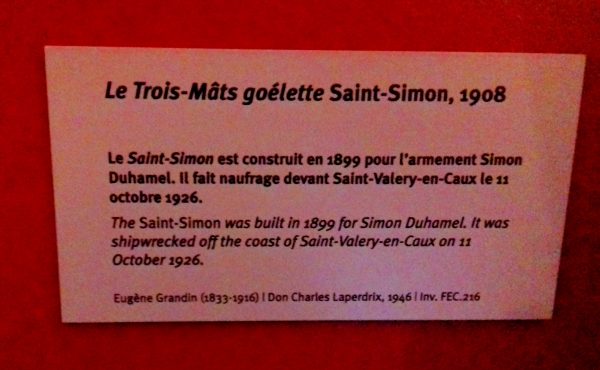 Le Trois-Mâts goélette Saint-Simon, 1908
Le Saint-Simon est construit en 1899 pour l'armement Simon
Duhamel. Il fait naufrage devant Saint-Valery-en-Caux le 11
octobre 1926.
The Saint-Simon was built in 1899 for Simon Duhamel. It was
shipwrecked off the coast of Saint-Valery-en-Caux on 11
October 1926.
Eugène Grandin (1833-1916) | Don Charles Laperdrix, 1946 | Inv. FEC.216